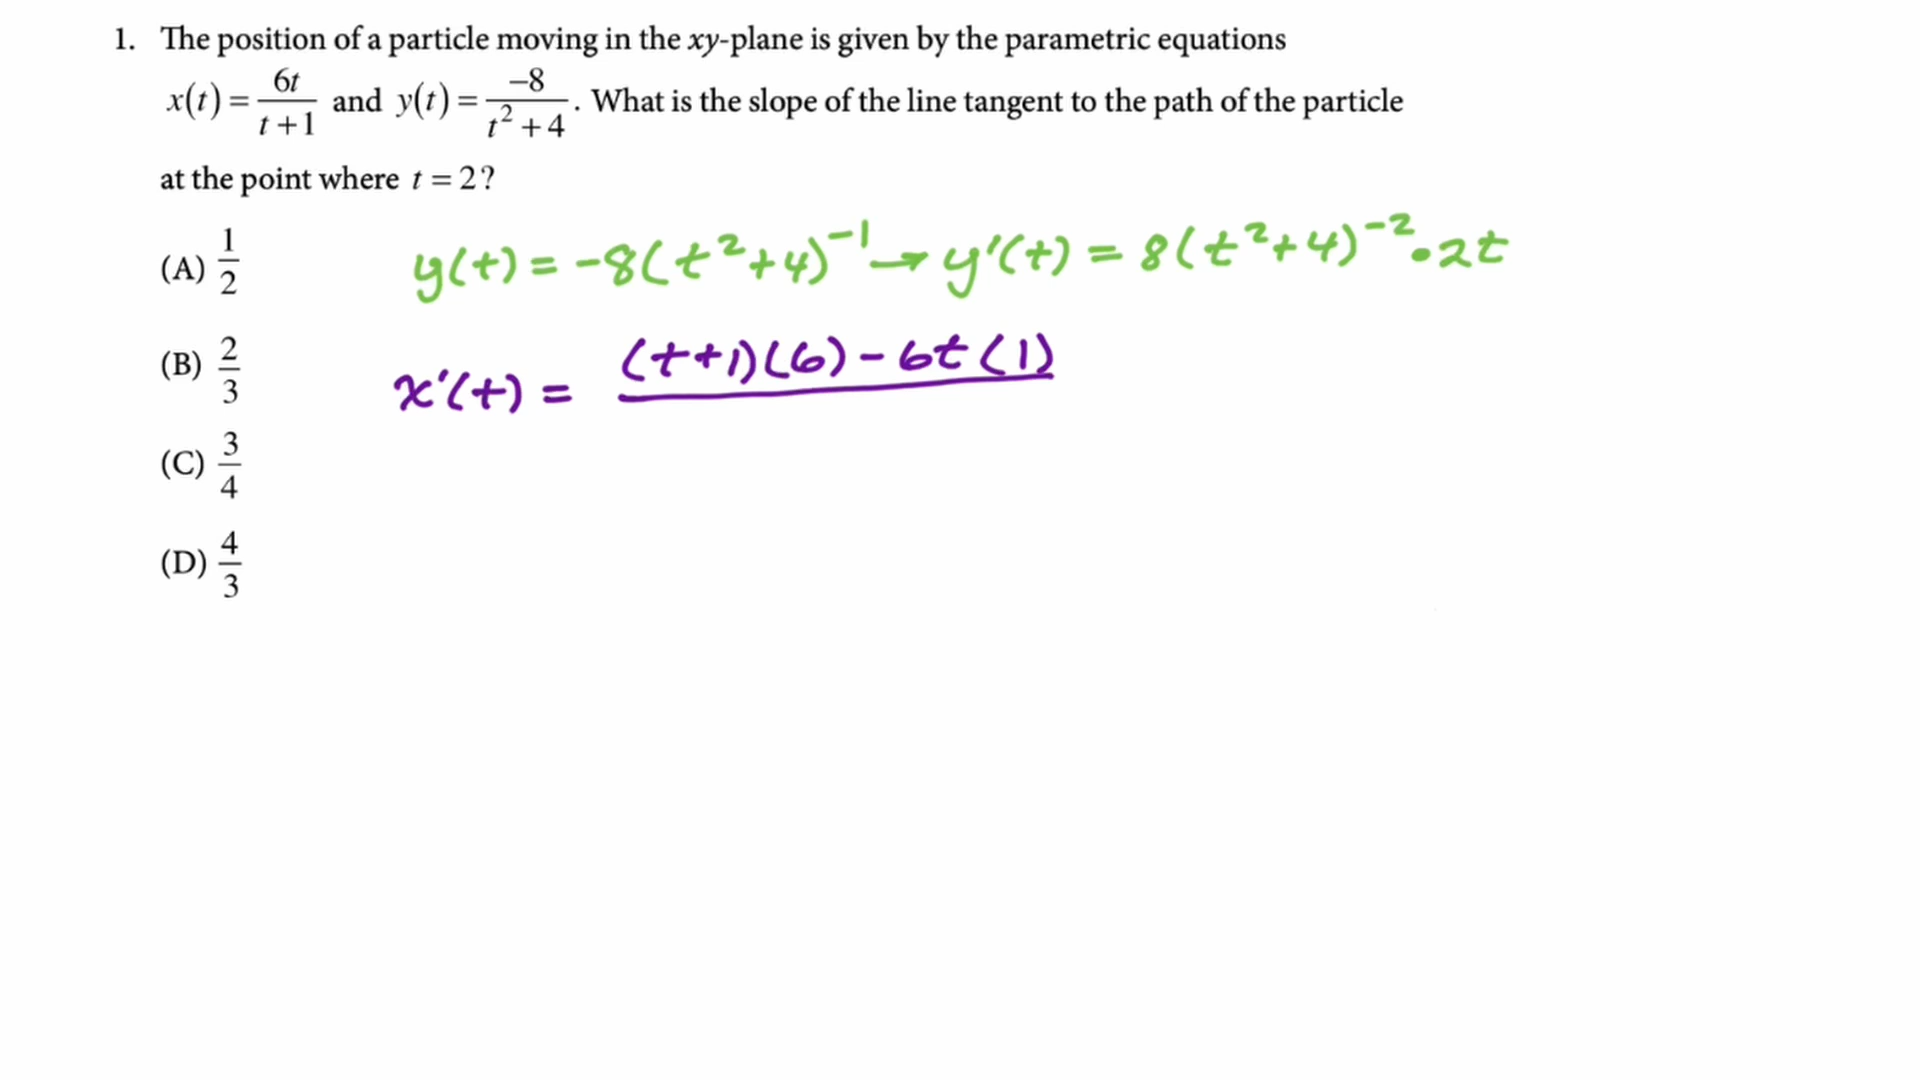 1. The position of a particle moving in the xy-plane is given by the parametric equations
x(t) = 6t/(t+1) and y(t) = -8/(t²+4). What is the slope of the line tangent to the path of the particle
at the point where t = 2?
(A) 1/2
y(t) = -8(t²+4)⁻¹ → y'(t) = 8(t²+4)⁻² • 2t
(B) 2/3
x'(t) = (t+1)(6) - 6t(1)
(C) 3/4
(D) 4/3